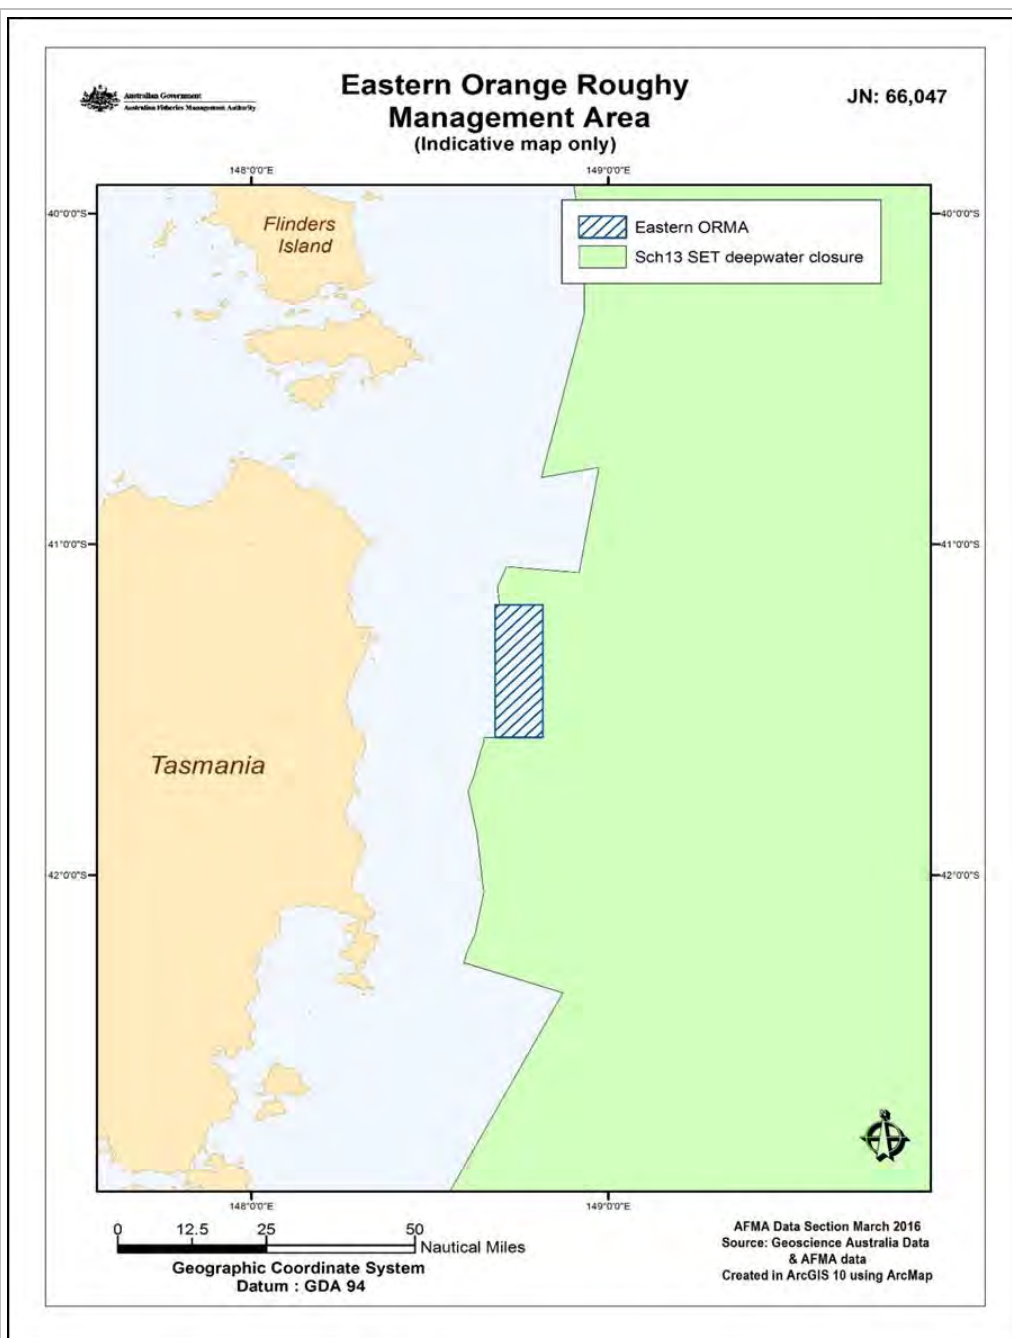 Australian Government
Australian Fisheries Management Authority
Eastern Orange Roughy
Management Area
(Indicative map only)
JN: 66,047
148°0'0"E
149°0'0"E
40°0'0"S
40°0'0"S
Flinders
Island
Eastern ORMA
Sch13 SET deepwater closure
41°0'0"S
41°0'0"S
Tasmania
42°0'0"S
42°0'0"S
148°0'0"E
149°0'0"E
0 12.5 25 50
Nautical Miles
Geographic Coordinate System
Datum : GDA 94
AFMA Data Section March 2016
Source: Geoscience Australia Data
& AFMA data
Created in ArcGIS 10 using ArcMap